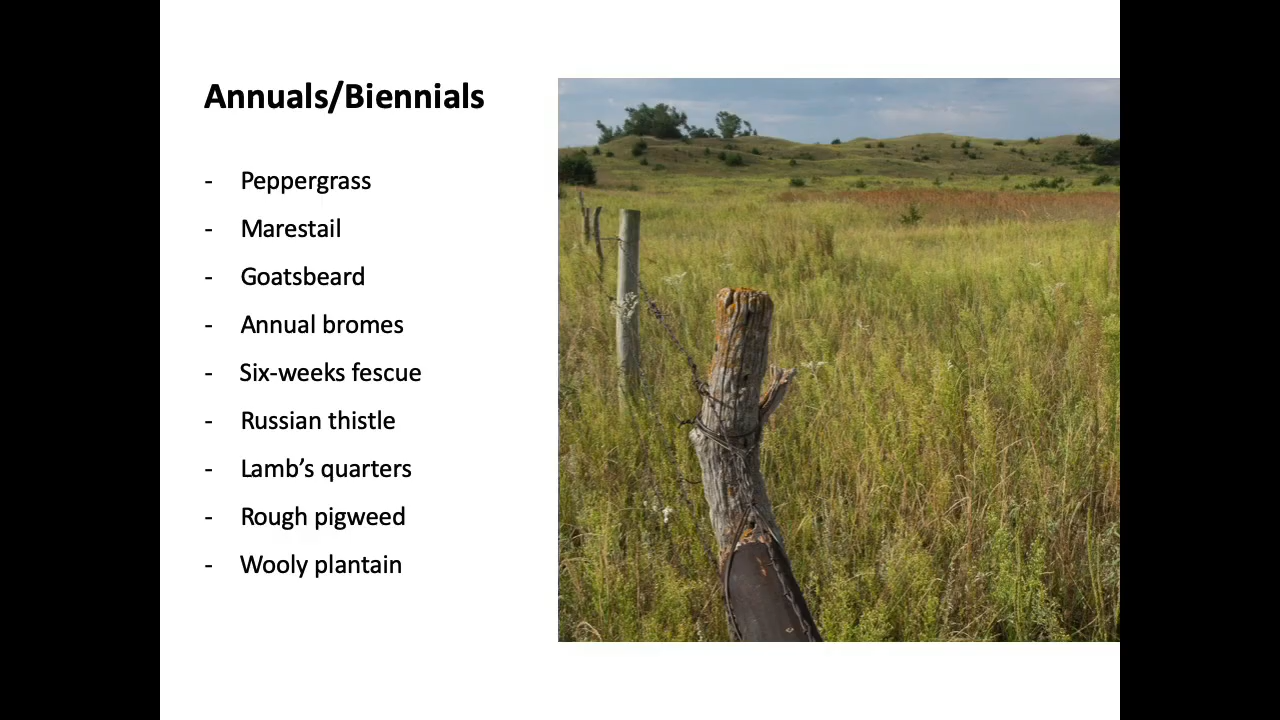 Annuals/Biennials
- Peppergrass
- Marestail
- Goatsbeard
- Annual bromes
- Six-weeks fescue
- Russian thistle
- Lamb’s quarters
- Rough pigweed
- Wooly plantain